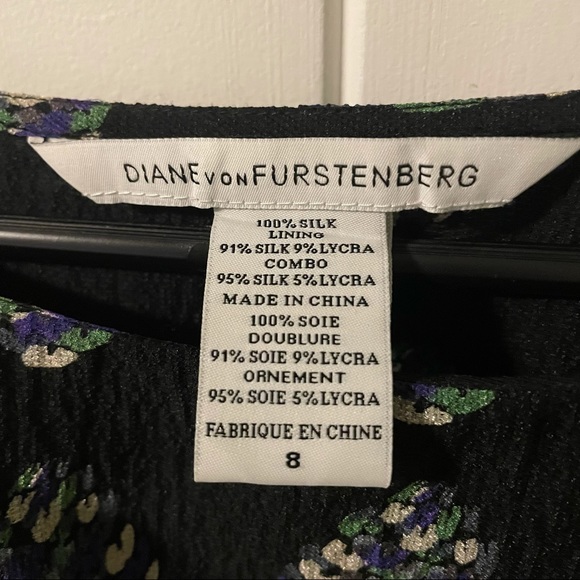 DIANE VON FURSTENBERG
100% SILK
LINING
91% SILK 9% LYCRA
COMBO
95% SILK 5% LYCRA
MADE IN CHINA
100% SOIE
DOUBLURE
91% SOIE 9% LYCRA
ORNEMENT
95% SOIE 5% LYCRA
FABRIQUE EN CHINE
8